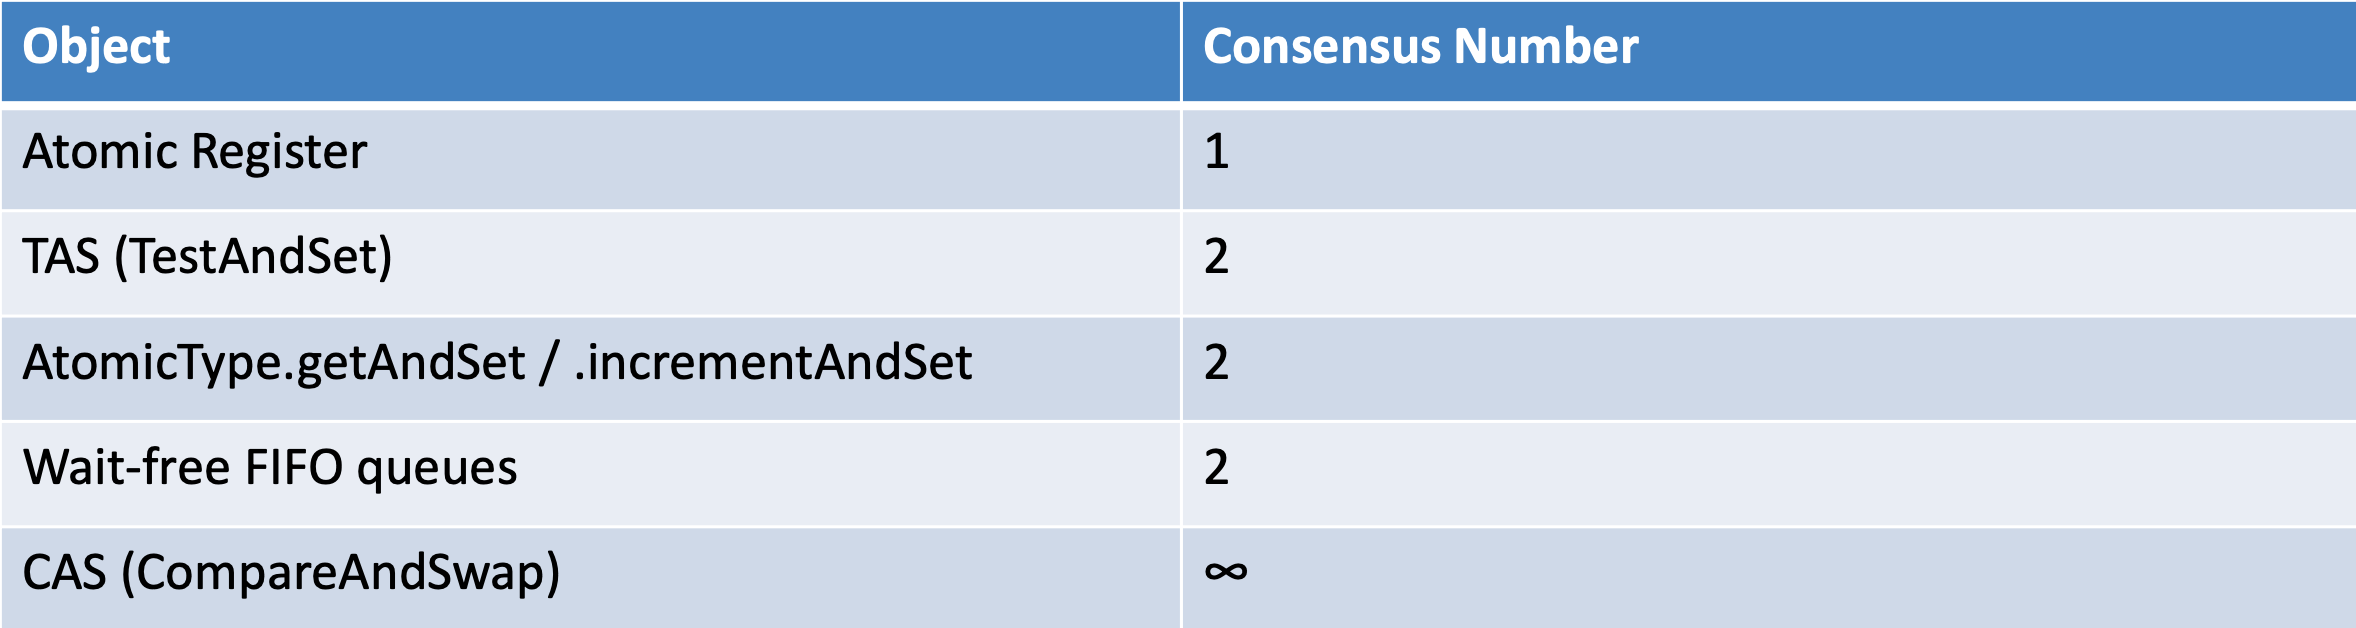 Object Consensus Number
Atomic Register 1
TAS (TestAndSet) 2
AtomicType.getAndSet / .incrementAndSet 2
Wait-free FIFO queues 2
CAS (CompareAndSwap) ∞